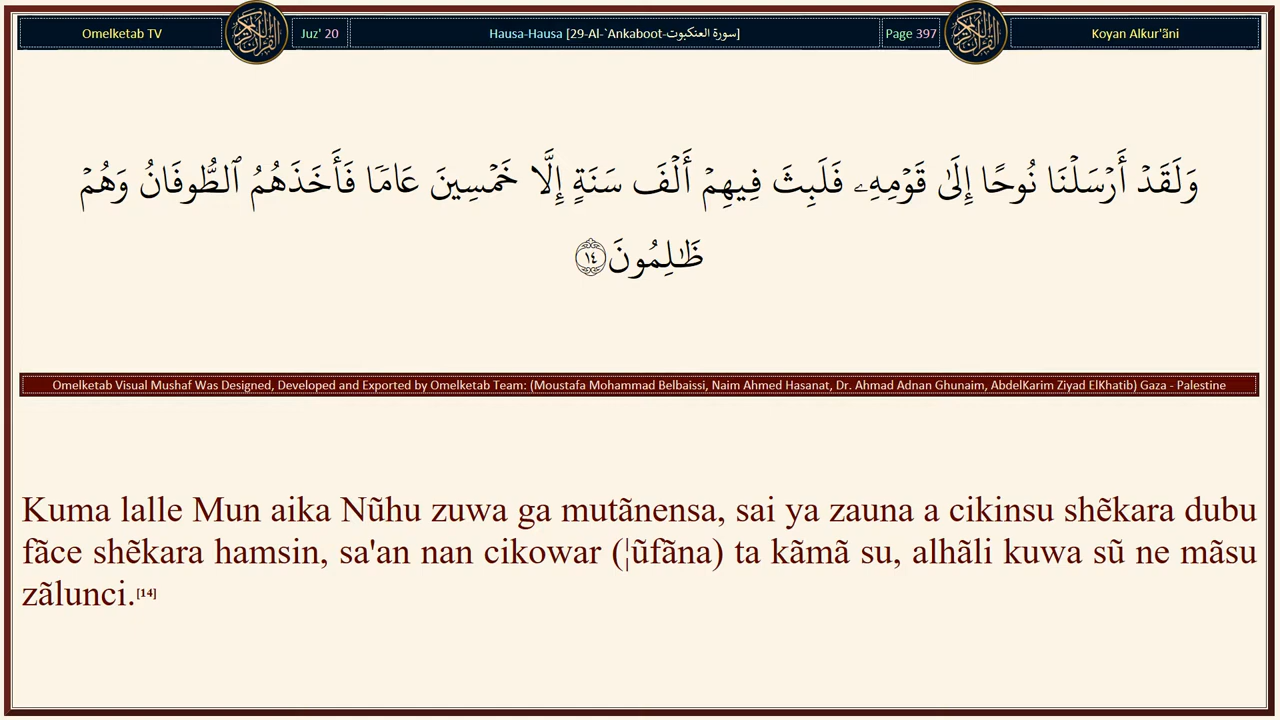 Omelketab TV
Juz' 20
Hausa-Hausa [29-Al-`Ankaboot-سورة العنكبوت]
Page 397
Koyan Alkur'ãni
وَلَقَدۡ أَرۡسَلۡنَا نُوحًا إِلَىٰ قَوۡمِهِۦ فَلَبِثَ فِيهِمۡ أَلۡفَ سَنَةٍ إِلَّا خَمۡسِينَ عَامٗا فَأَخَذَهُمُ ٱلطُّوفَانُ وَهُمۡ
ظَٰلِمُونَ ١٤
Omelketab Visual Mushaf Was Designed, Developed and Exported by Omelketab Team: (Moustafa Mohammad Belbaissi, Naim Ahmed Hasanat, Dr. Ahmad Adnan Ghunaim, AbdelKarim Ziyad ElKhatib) Gaza - Palestine
Kuma lalle Mun aika Nũhu zuwa ga mutãnensa, sai ya zauna a cikinsu shẽkara dubu
fãce shẽkara hamsin, sa'an nan cikowar (¦ũfãna) ta kãmã su, alhãli kuwa sũ ne mãsu
zãlunci.[14]